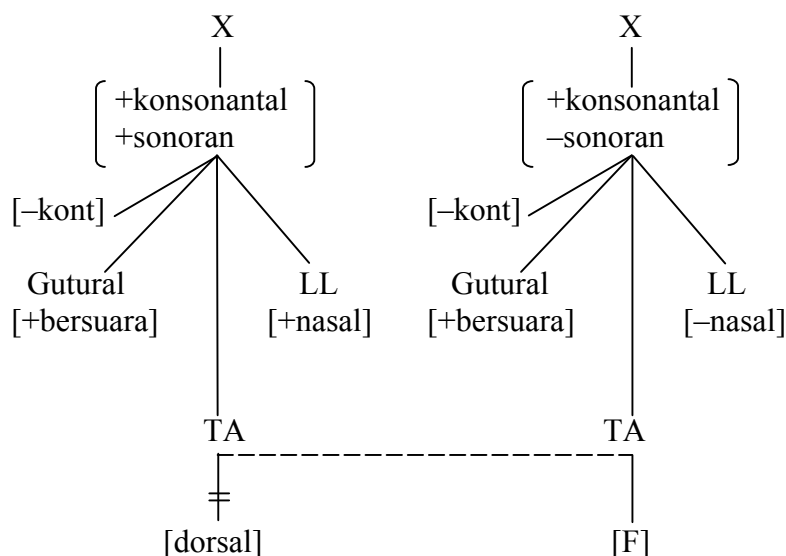 X X
+konsonantal +konsonantal
+sonoran –sonoran
[–kont] [–kont]
Gutural LL Gutural LL
[+bersuara] [+nasal] [+bersuara] [–nasal]
TA TA
[dorsal] [F]